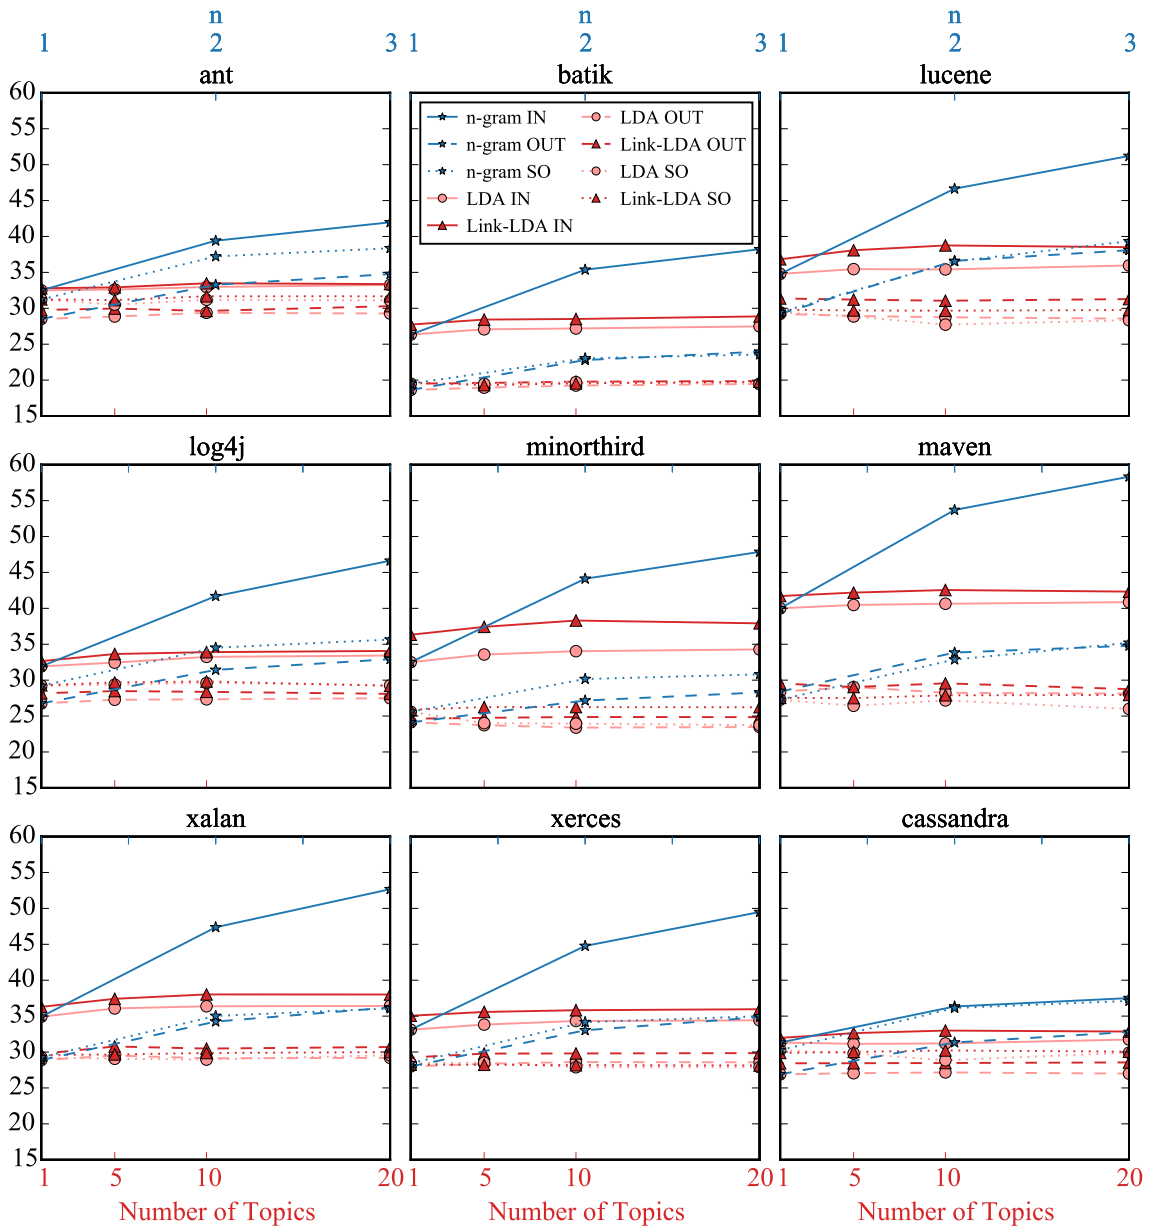 n n n
1 2 3 1 2 3 1 2 3
ant batik lucene
60
55
50
45
40
35
30
25
20
15
n-gram IN
n-gram OUT
n-gram SO
LDA IN
Link-LDA IN
LDA OUT
Link-LDA OUT
LDA SO
Link-LDA SO
log4j minorthird maven
60
55
50
45
40
35
30
25
20
15
xalan xerces cassandra
60
55
50
45
40
35
30
25
20
15
1 5 10 20 1 5 10 20 1 5 10 20
Number of Topics Number of Topics Number of Topics